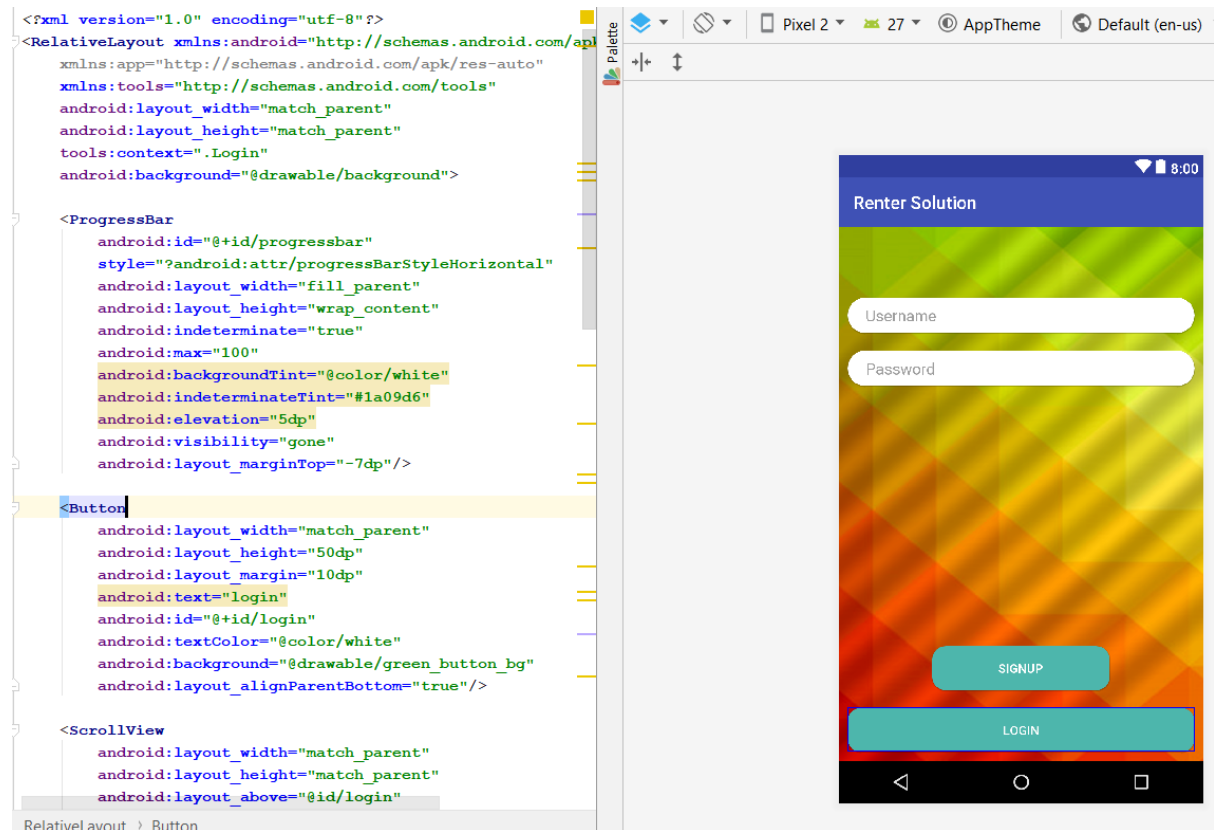 <?xml version="1.0" encoding="utf-8"?>
<RelativeLayout xmlns:android="http://schemas.android.com/apk
xmlns:app="http://schemas.android.com/apk/res-auto"
xmlns:tools="http://schemas.android.com/tools"
android:layout_width="match_parent"
android:layout_height="match_parent"
tools:context=".Login"
android:background="@drawable/background">
<ProgressBar
android:id="@+id/progressbar"
style="?android:attr/progressBarStyleHorizontal"
android:layout_width="fill_parent"
android:layout_height="wrap_content"
android:indeterminate="true"
android:max="100"
android:backgroundTint="@color/white"
android:indeterminateTint="#1a09d6"
android:elevation="5dp"
android:visibility="gone"
android:layout_marginTop="-7dp"/>
<Button
android:layout_width="match_parent"
android:layout_height="50dp"
android:layout_margin="10dp"
android:text="login"
android:id="@+id/login"
android:textColor="@color/white"
android:background="@drawable/green_button_bg"
android:layout_alignParentBottom="true"/>
<ScrollView
android:layout_width="match_parent"
android:layout_height="match_parent"
android:layout_above="@id/login"
RelativeLayout > Button
Palette
Pixel 2 27 AppTheme Default (en-us)
8:00
Renter Solution
Username
Password
SIGNUP
LOGIN